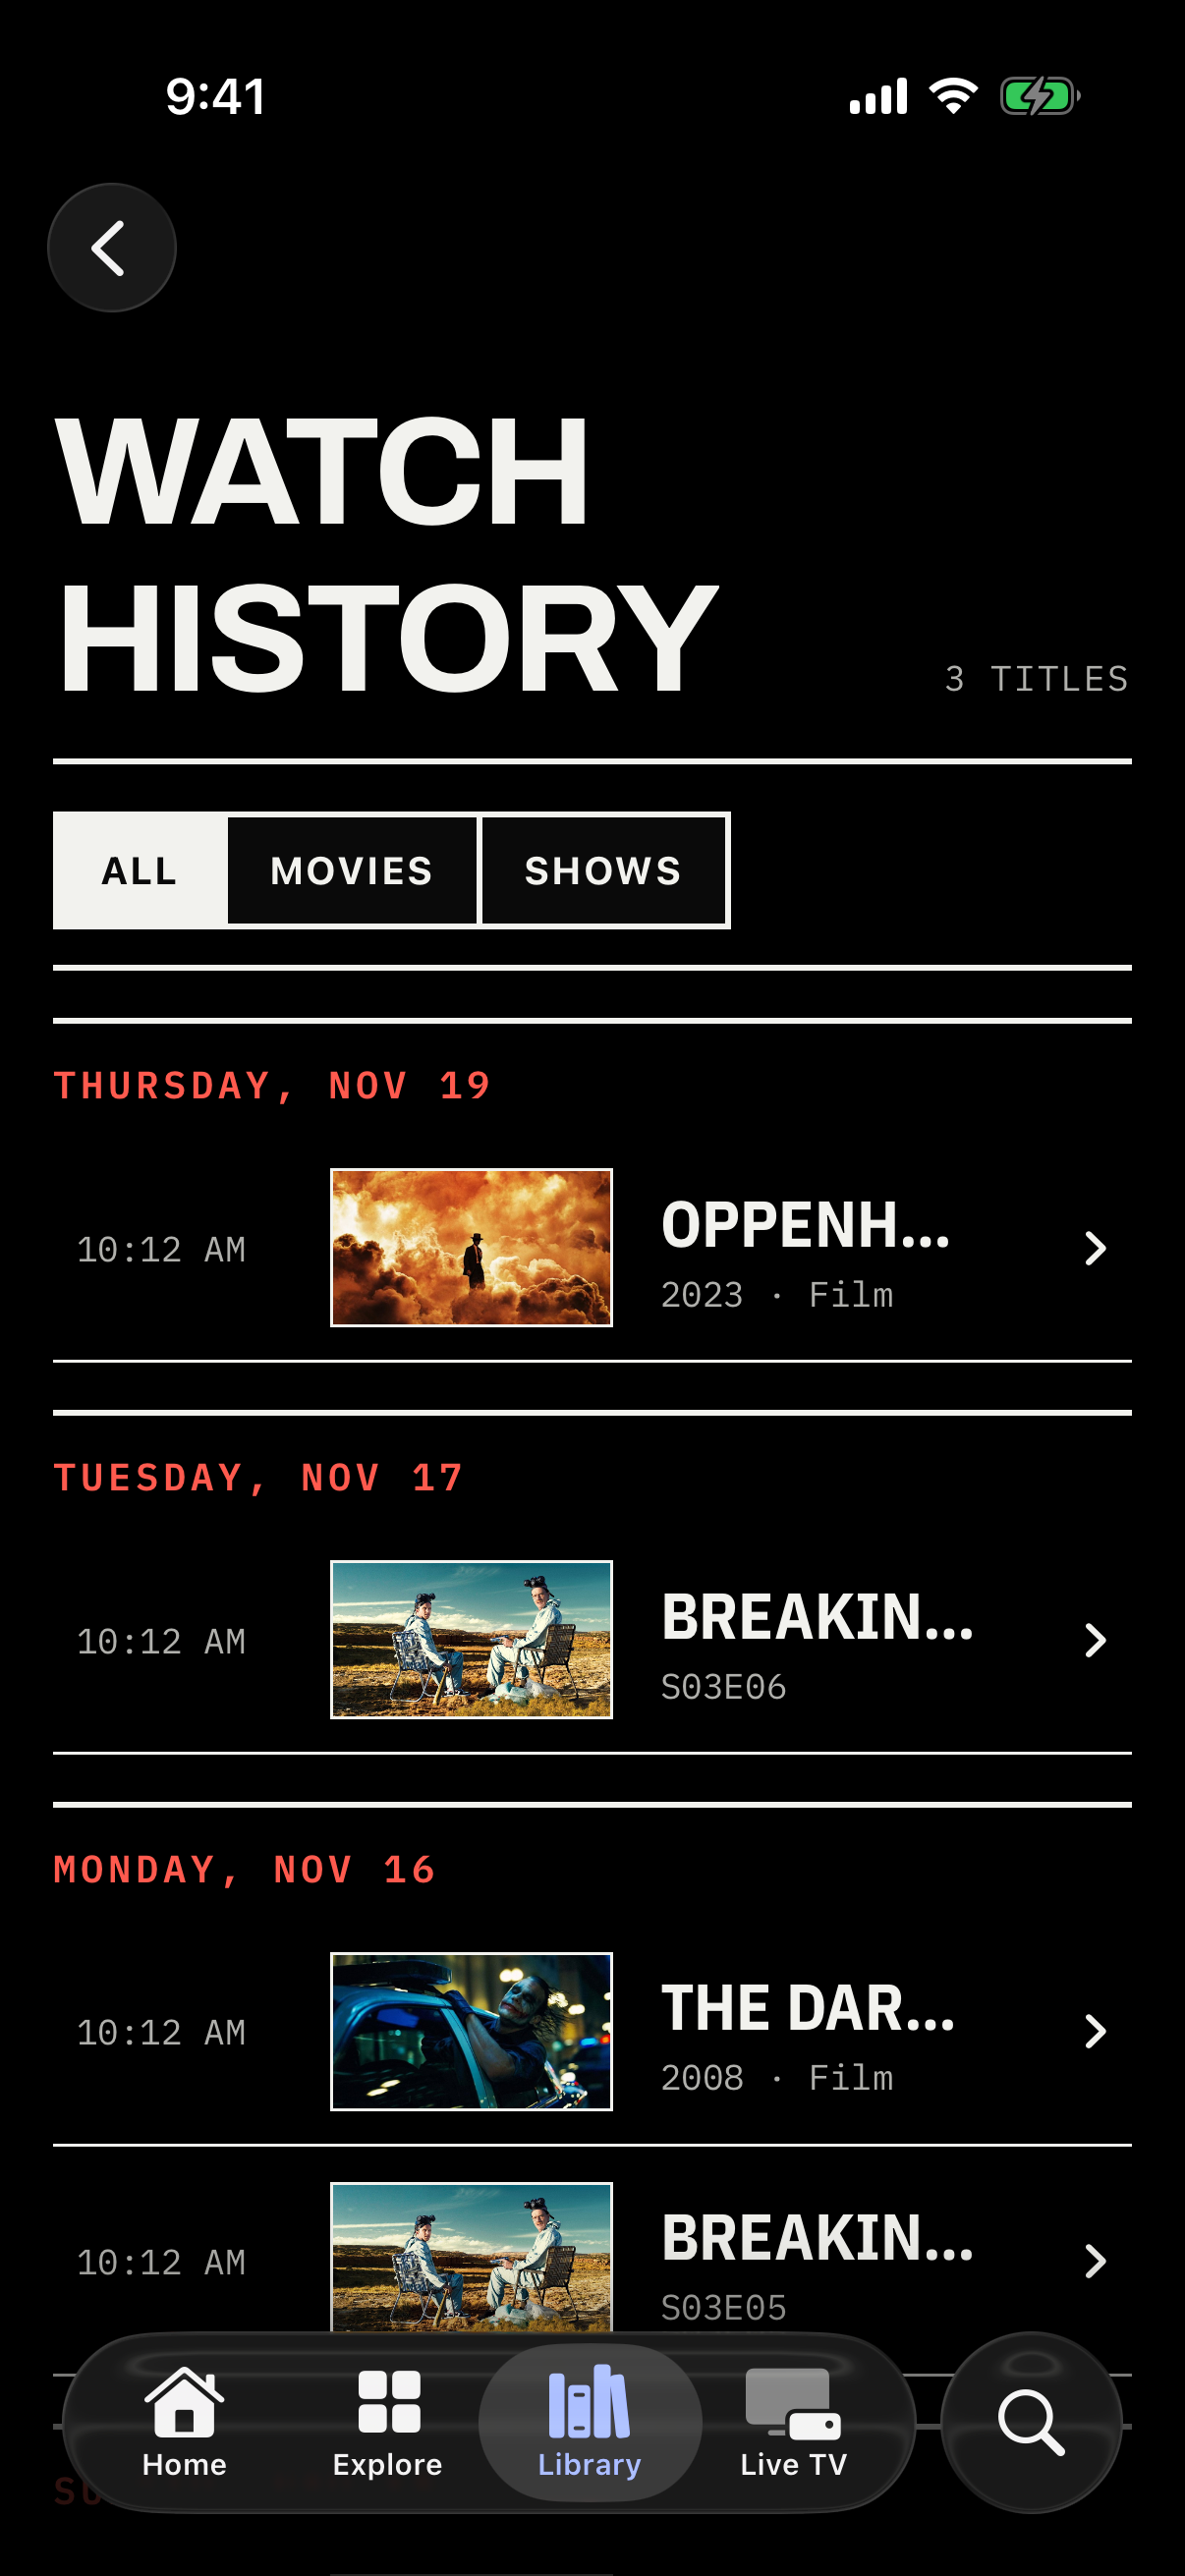 9:41
WATCH
HISTORY
3 TITLES
ALL MOVIES SHOWS
THURSDAY, NOV 19
10:12 AM
OPPENH...
2023 · Film
TUESDAY, NOV 17
10:12 AM
BREAKIN...
S03E06
MONDAY, NOV 16
10:12 AM
THE DAR...
2008 · Film
10:12 AM
BREAKIN...
S03E05
Home Explore Library Live TV